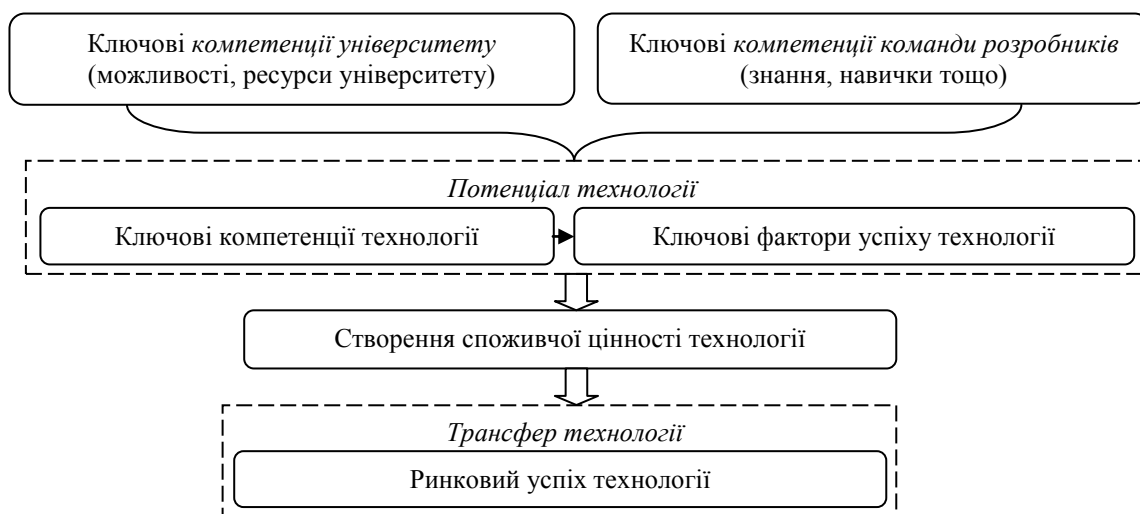 Ключові компетенції університету
(можливості, ресурси університету)
Ключові компетенції команди розробників
(знання, навички тощо)
Потенціал технології
Ключові компетенції технології
Ключові фактори успіху технології
Створення споживчої цінності технології
Трансфер технології
Ринковий успіх технології